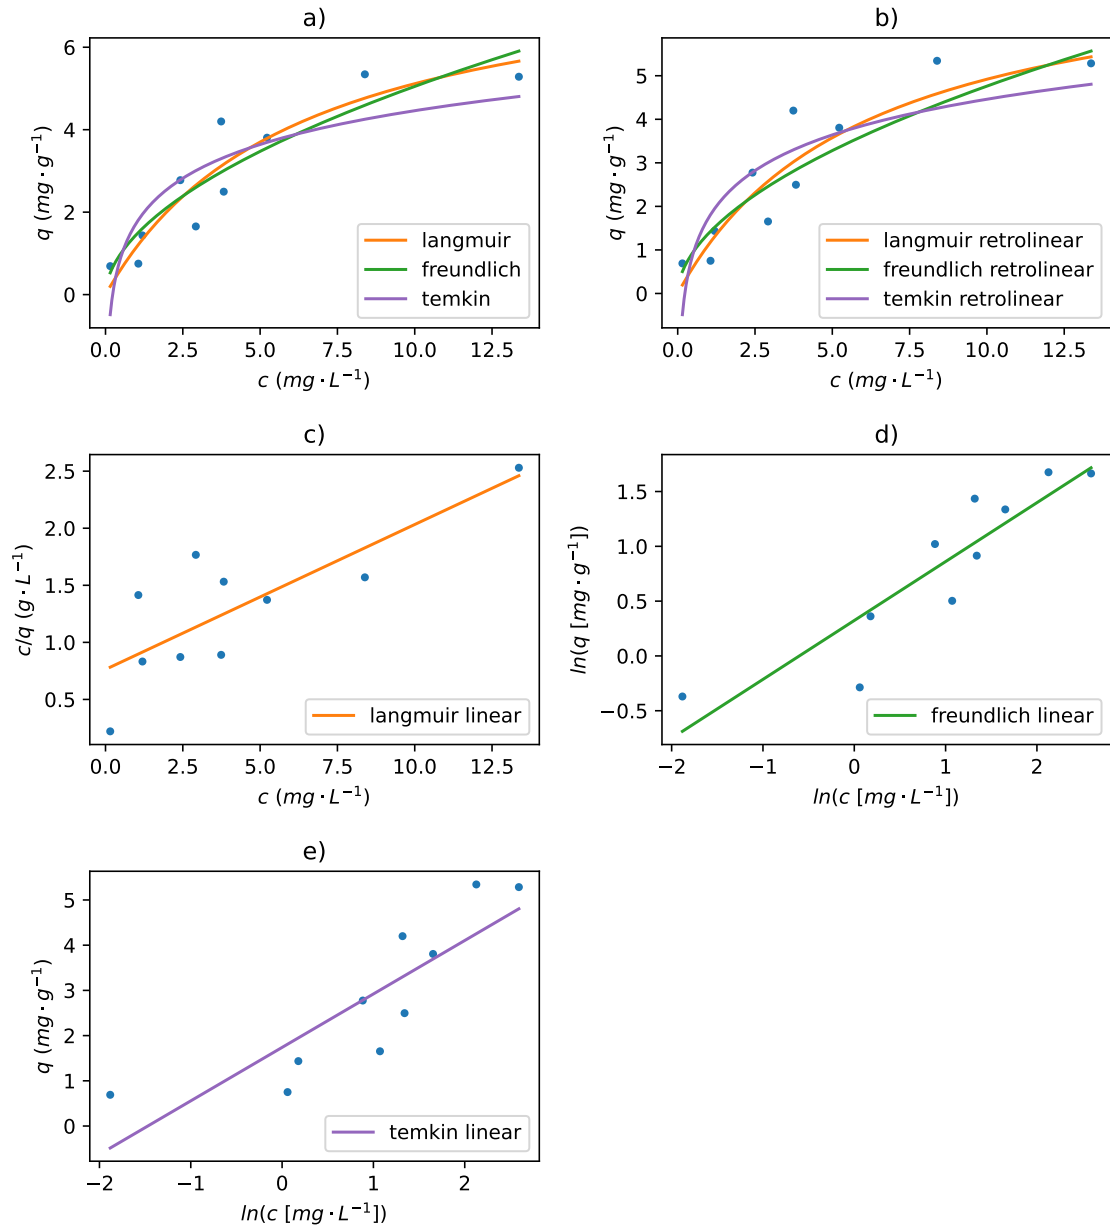 a)
6
4
2
0
q (mg · g⁻¹)
0.0 2.5 5.0 7.5 10.0 12.5
c (mg · L⁻¹)
langmuir
freundlich
temkin
b)
5
4
3
2
1
0
q (mg · g⁻¹)
0.0 2.5 5.0 7.5 10.0 12.5
c (mg · L⁻¹)
langmuir retrolinear
freundlich retrolinear
temkin retrolinear
c)
2.5
2.0
1.5
1.0
0.5
c/q (g · L⁻¹)
0.0 2.5 5.0 7.5 10.0 12.5
c (mg · L⁻¹)
langmuir linear
d)
1.5
1.0
0.5
0.0
−0.5
ln(q [mg · g⁻¹])
−2 −1 0 1 2
ln(c [mg · L⁻¹])
freundlich linear
e)
5
4
3
2
1
0
q (mg · g⁻¹)
−2 −1 0 1 2
ln(c [mg · L⁻¹])
temkin linear